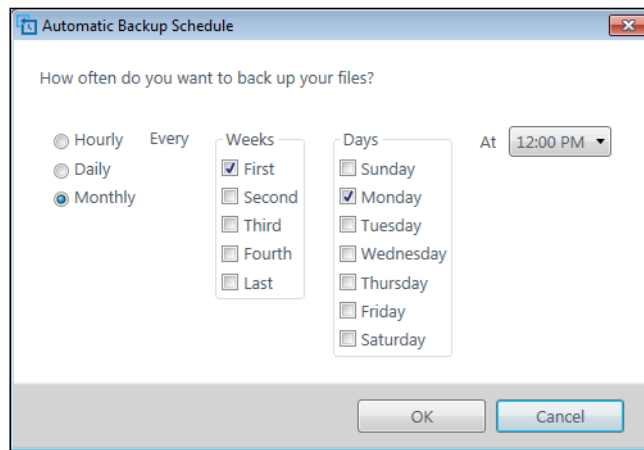 Automatic Backup Schedule
How often do you want to back up your files?
Hourly
Daily
Monthly
Every
Weeks
First
Second
Third
Fourth
Last
Days
Sunday
Monday
Tuesday
Wednesday
Thursday
Friday
Saturday
At
12:00 PM
OK
Cancel